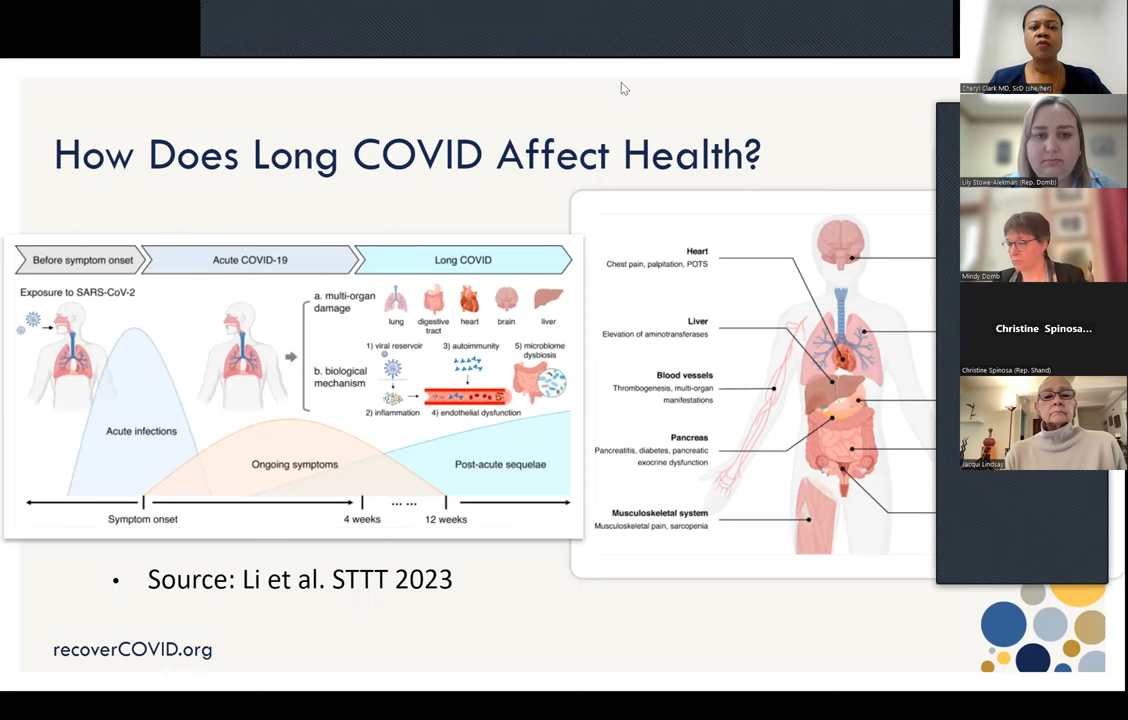 How Does Long COVID Affect Health?
Before symptom onset
Acute COVID-19
Long COVID
Exposure to SARS-CoV-2
a. multi-organ
damage
lung
digestive
tract
heart
brain
liver
1) viral reservoir
3) autoimmunity
5) microbiome
dysbiosis
b. biological
mechanism
2) inflammation
4) endothelial dysfunction
Acute infections
Ongoing symptoms
Post-acute sequelae
... ...
Symptom onset
4 weeks
12 weeks
Heart
Chest pain, palpitation, POTS
Liver
Elevation of aminotransferases
Blood vessels
Thrombogenesis, multi-organ
manifestations
Pancreas
Pancreatitis, diabetes, pancreatic
exocrine dysfunction
Musculoskeletal system
Musculoskeletal pain, sarcopenia
• Source: Li et al. STTT 2023
recoverCOVID.org
Cheryl Clark MD, ScD (she/her)
Lily Stowe-Alekman (Rep. Domb)
Mindy Domb
Christine Spinosa...
Christine Spinosa (Rep. Shand)
Jacqui Lindsay